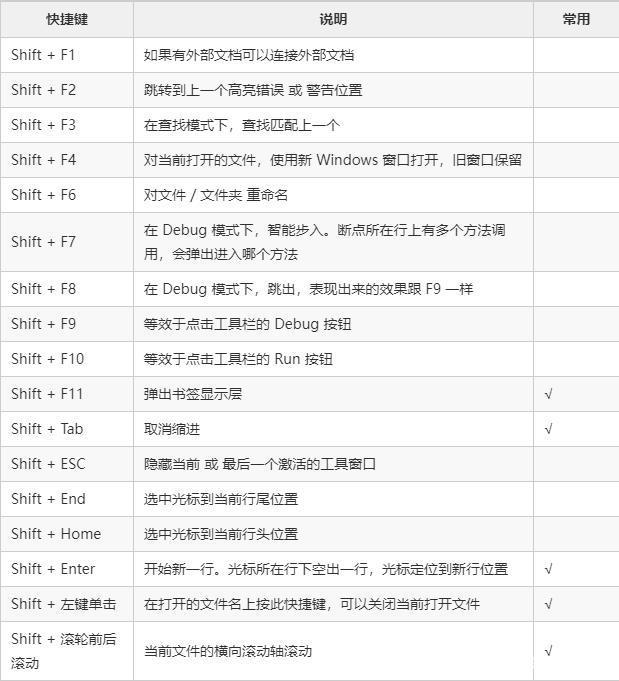 快捷键 说明 常用
Shift + F1 如果有外部文档可以连接外部文档
Shift + F2 跳转到上一个高亮错误 或 警告位置
Shift + F3 在查找模式下，查找匹配上一个
Shift + F4 对当前打开的文件，使用新 Windows 窗口打开，旧窗口保留
Shift + F6 对文件 / 文件夹 重命名
Shift + F7 在 Debug 模式下，智能步入。断点所在行上有多个方法调
用，会弹出进入哪个方法
Shift + F8 在 Debug 模式下，跳出，表现出来的效果跟 F9 一样
Shift + F9 等效于点击工具栏的 Debug 按钮
Shift + F10 等效于点击工具栏的 Run 按钮
Shift + F11 弹出书签显示层 √
Shift + Tab 取消缩进 √
Shift + ESC 隐藏当前 或 最后一个激活的工具窗口
Shift + End 选中光标到当前行尾位置
Shift + Home 选中光标到当前行头位置
Shift + Enter 开始新一行。光标所在行下空出一行，光标定位到新行位置 √
Shift + 左键单击 在打开的文件名上按此快捷键，可以关闭当前打开文件 √
Shift + 滚轮前后
滚动 当前文件的横向滚动轴滚动 √